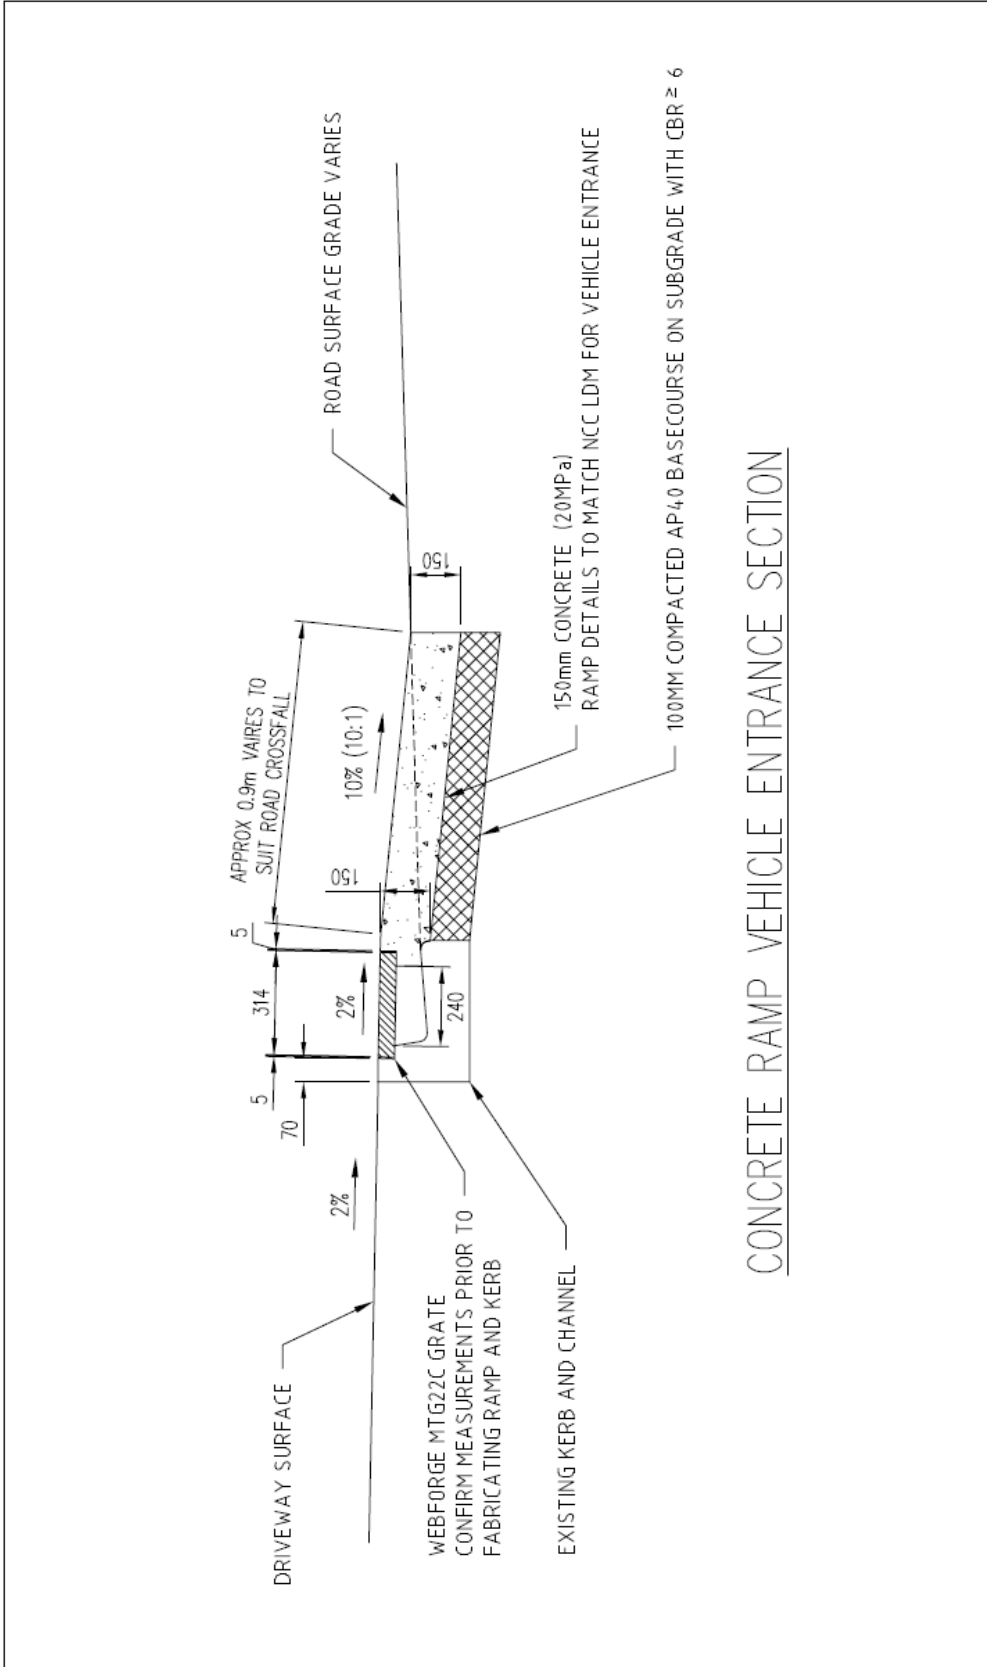 APPROX 0.9m VAIRES TO
SUIT ROAD CROSSFALL
5
314
5
70
2%
2%
10% (10:1)
150
150
240
DRIVEWAY SURFACE
ROAD SURFACE GRADE VARIES
WEBFORGE MTG22C GRATE
CONFIRM MEASUREMENTS PRIOR TO
FABRICATING RAMP AND KERB
EXISTING KERB AND CHANNEL
150mm CONCRETE (20MPa)
RAMP DETAILS TO MATCH NCC LDM FOR VEHICLE ENTRANCE
100MM COMPACTED AP40 BASECOURSE ON SUBGRADE WITH CBR ≥ 6
CONCRETE RAMP VEHICLE ENTRANCE SECTION